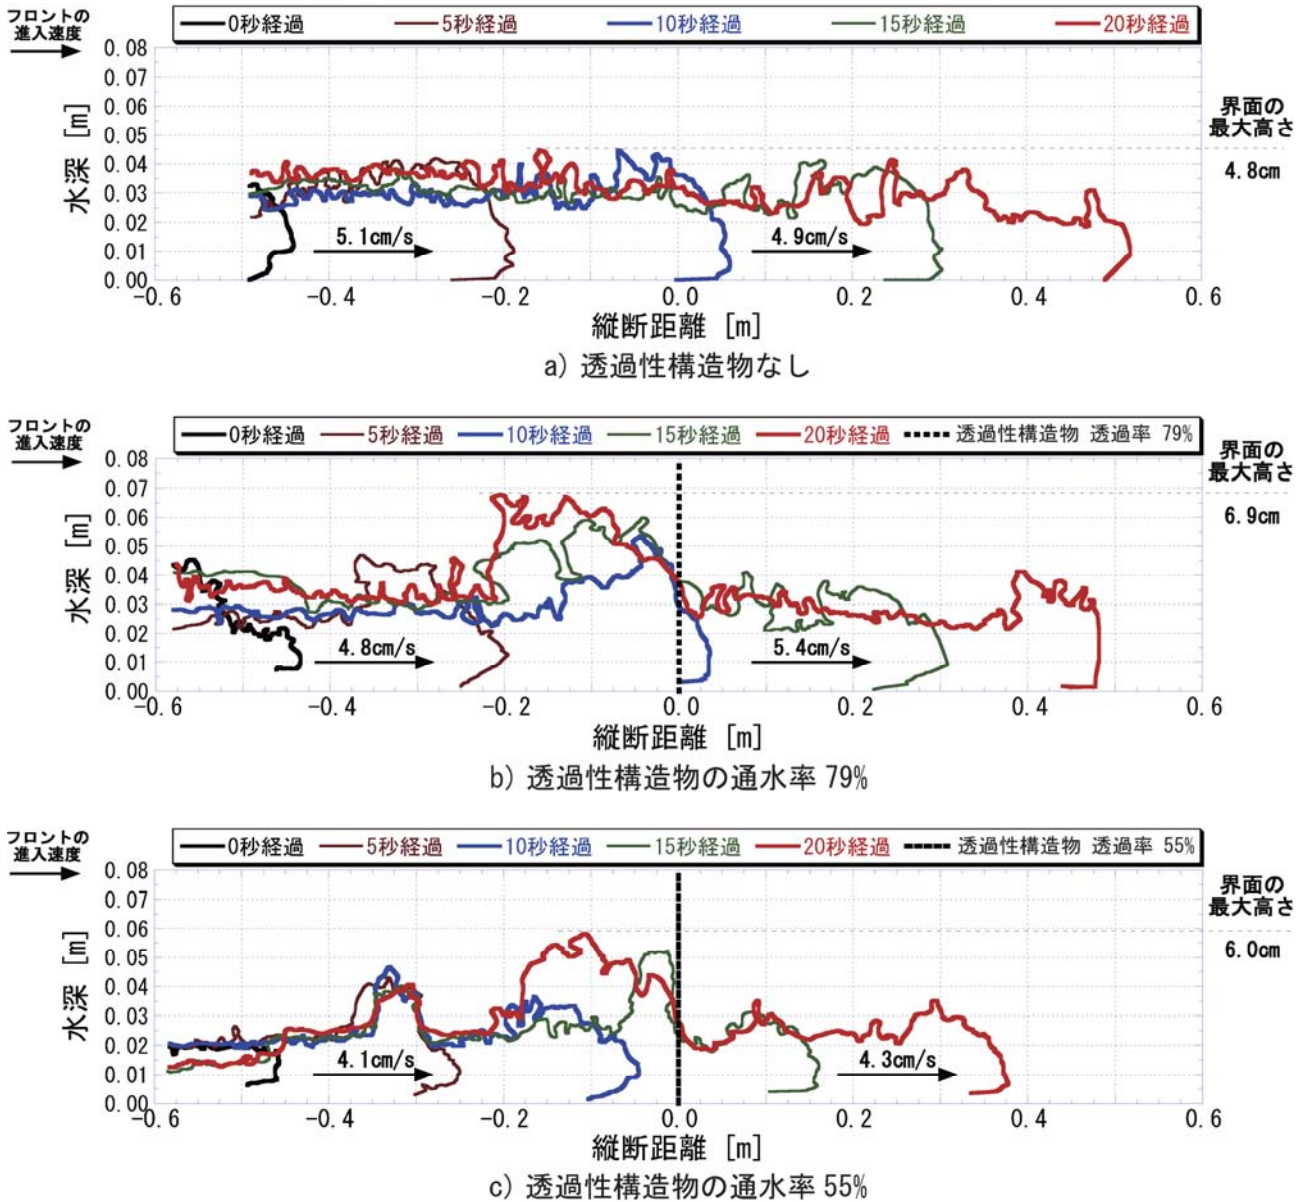 フロントの
進入速度
0秒経過 5秒経過 10秒経過 15秒経過 20秒経過
0.08
0.07
0.06
0.05
0.04
0.03
0.02
0.01
0.00
水深 [m]
界面の
最大高さ
4.8cm
5.1cm/s 4.9cm/s
-0.6 -0.4 -0.2 0.0 0.2 0.4 0.6
縦断距離 [m]
a) 透過性構造物なし
フロントの
進入速度
0秒経過 5秒経過 10秒経過 15秒経過 20秒経過 透過性構造物 透過率 79%
0.08
0.07
0.06
0.05
0.04
0.03
0.02
0.01
0.00
水深 [m]
界面の
最大高さ
6.9cm
4.8cm/s 5.4cm/s
-0.6 -0.4 -0.2 0.0 0.2 0.4 0.6
縦断距離 [m]
b) 透過性構造物の通水率 79%
フロントの
進入速度
0秒経過 5秒経過 10秒経過 15秒経過 20秒経過 透過性構造物 透過率 55%
0.08
0.07
0.06
0.05
0.04
0.03
0.02
0.01
0.00
水深 [m]
界面の
最大高さ
6.0cm
4.1cm/s 4.3cm/s
-0.6 -0.4 -0.2 0.0 0.2 0.4 0.6
縦断距離 [m]
c) 透過性構造物の通水率 55%